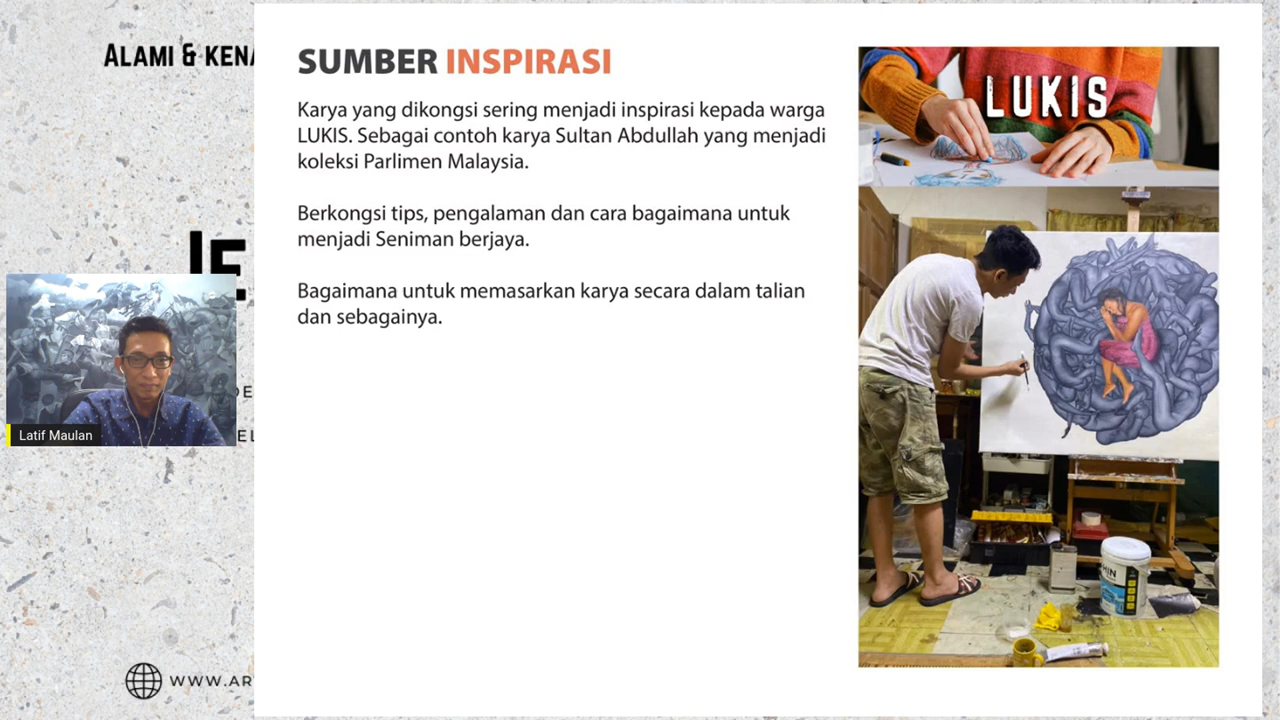 ALAMI & KENA
SUMBER INSPIRASI
Karya yang dikongsi sering menjadi inspirasi kepada warga
LUKIS. Sebagai contoh karya Sultan Abdullah yang menjadi
koleksi Parlimen Malaysia.
Berkongsi tips, pengalaman dan cara bagaimana untuk
menjadi Seniman berjaya.
Bagaimana untuk memasarkan karya secara dalam talian
dan sebagainya.
LUKIS
Latif Maulan
WWW.AR